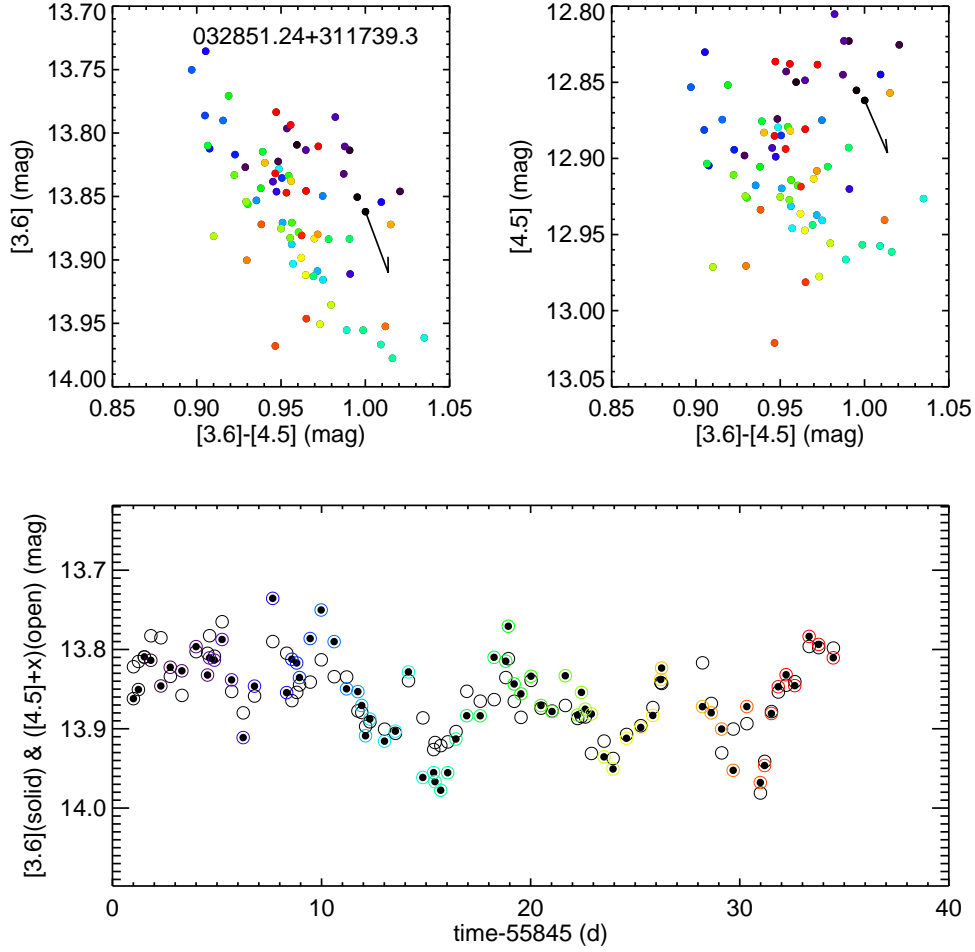 032851.24+311739.3
13.70
13.75
13.80
13.85
13.90
13.95
14.00
[3.6] (mag)
0.85 0.90 0.95 1.00 1.05
[3.6]-[4.5] (mag)
12.80
12.85
12.90
12.95
13.00
13.05
[4.5] (mag)
0.85 0.90 0.95 1.00 1.05
[3.6]-[4.5] (mag)
13.7
13.8
13.9
14.0
[3.6](solid) & ([4.5]+x)(open) (mag)
0 10 20 30 40
time-55845 (d)